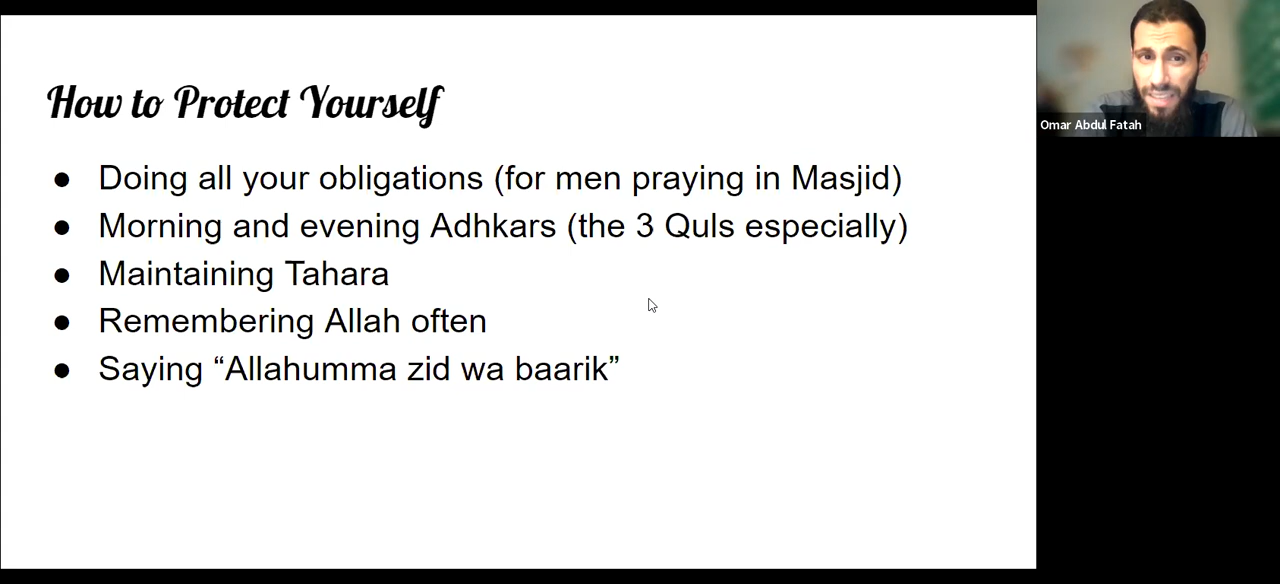 How to Protect Yourself
● Doing all your obligations (for men praying in Masjid)
● Morning and evening Adhkars (the 3 Quls especially)
● Maintaining Tahara
● Remembering Allah often
● Saying “Allahumma zid wa baarik”
Omar Abdul Fatah